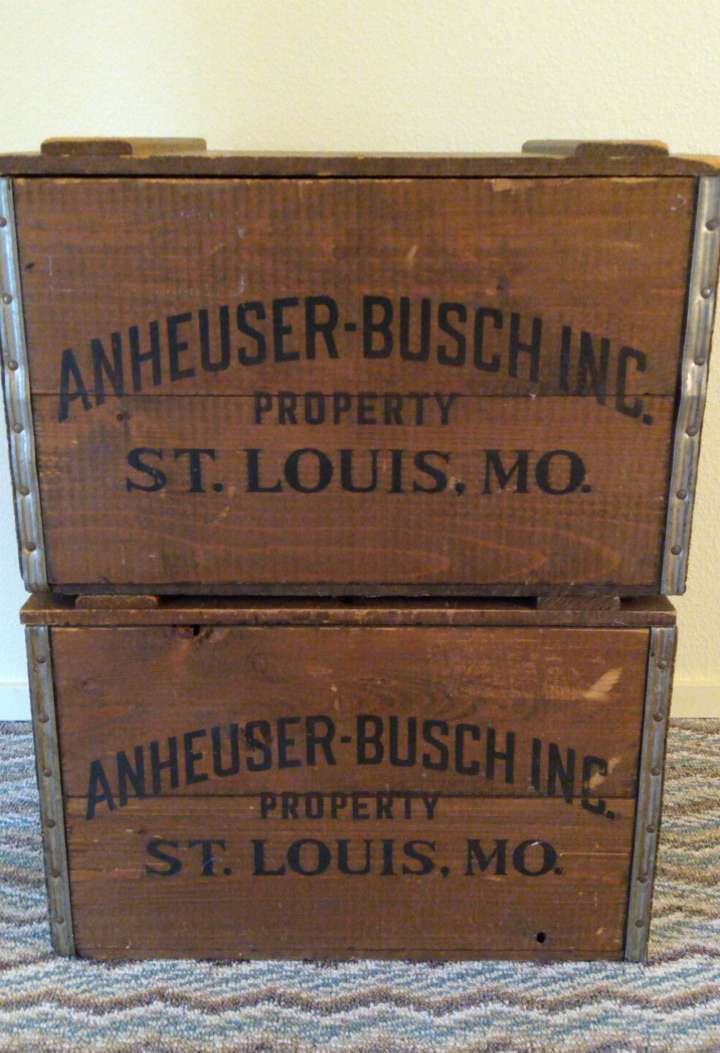 ANHEUSER-BUSCH INC.
PROPERTY
ST. LOUIS, MO.
ANHEUSER-BUSCH INC.
PROPERTY
ST. LOUIS, MO.